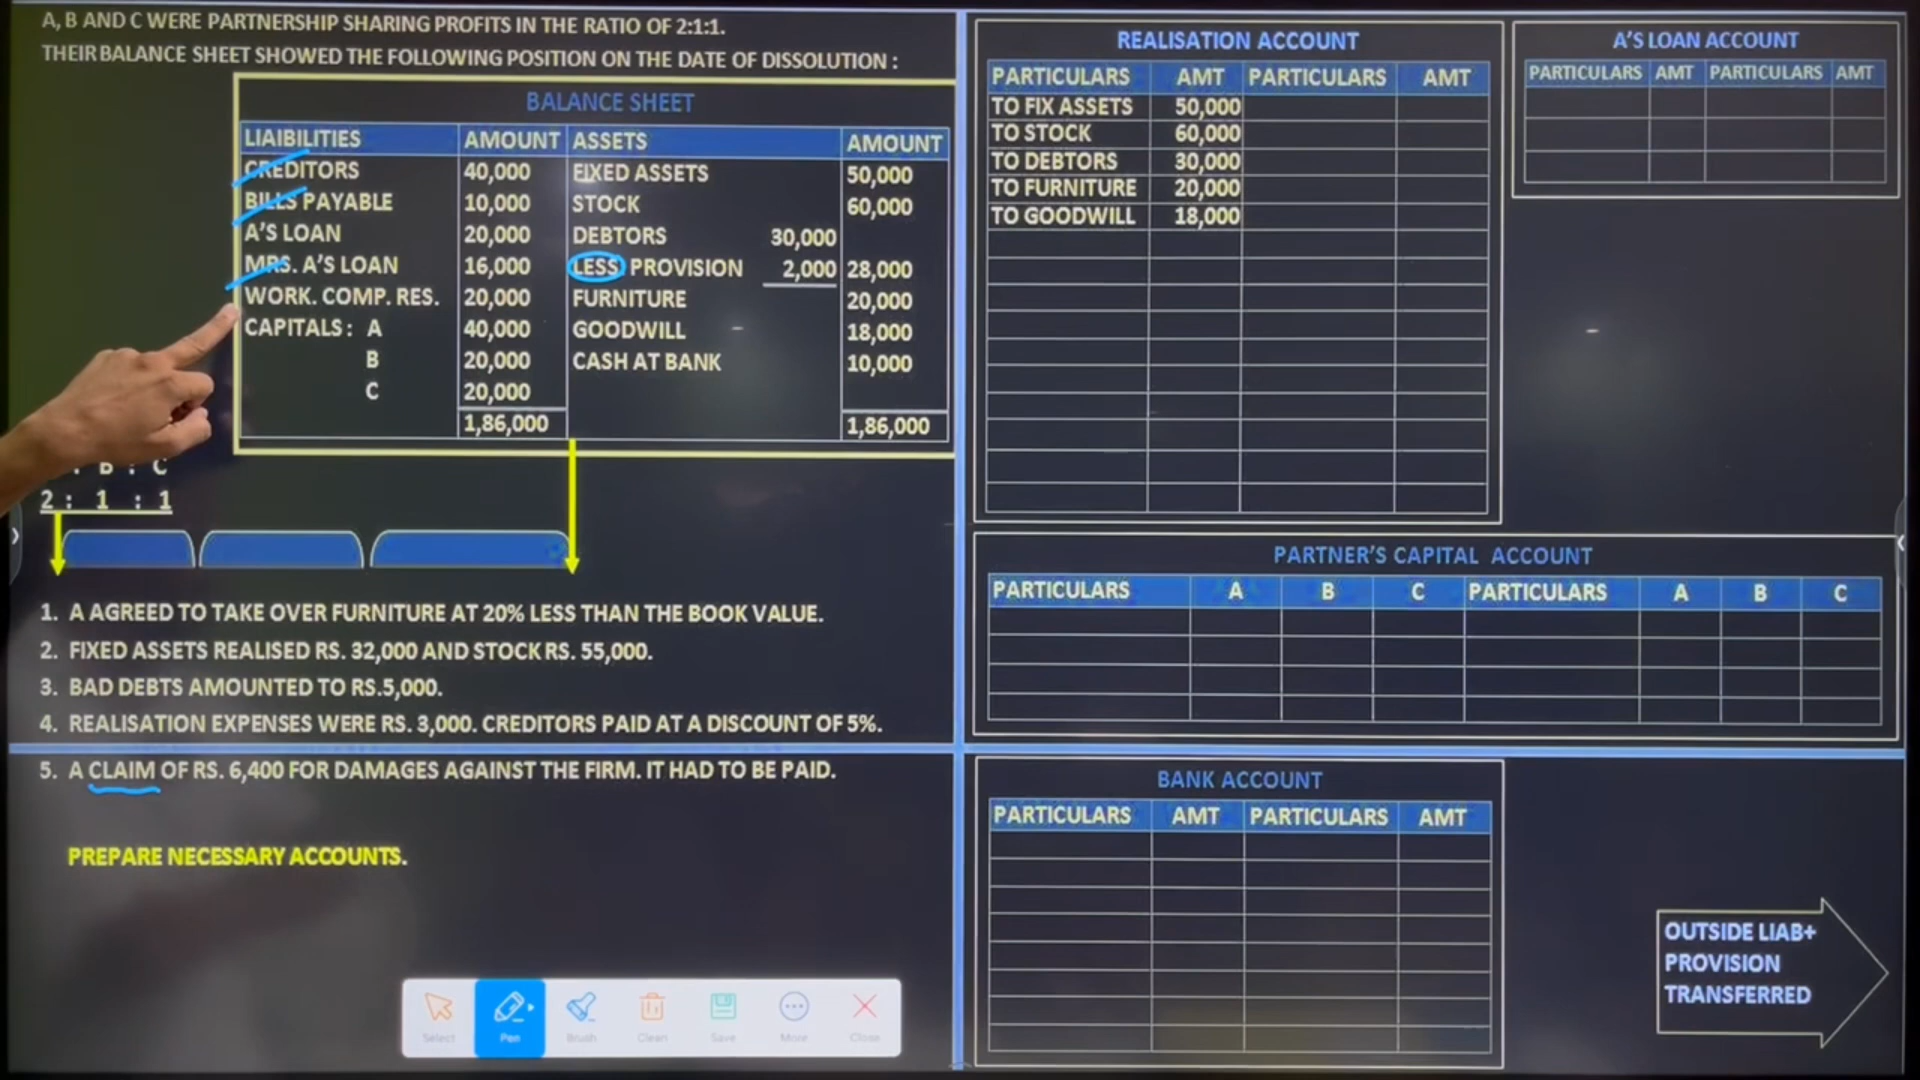 A, B AND C WERE PARTNERSHIP SHARING PROFITS IN THE RATIO OF 2:1:1.
THEIR BALANCE SHEET SHOWED THE FOLLOWING POSITION ON THE DATE OF DISSOLUTION :
BALANCE SHEET
LIAIBILITIES AMOUNT ASSETS AMOUNT
CREDITORS 40,000 FIXED ASSETS 50,000
BILLS PAYABLE 10,000 STOCK 60,000
A'S LOAN 20,000 DEBTORS 30,000
MRS. A'S LOAN 16,000 LESS PROVISION 2,000 28,000
WORK. COMP. RES. 20,000 FURNITURE 20,000
CAPITALS : A 40,000 GOODWILL 18,000
B 20,000 CASH AT BANK 10,000
C 20,000
1,86,000 1,86,000
: B : C
2 : 1 : 1
1. A AGREED TO TAKE OVER FURNITURE AT 20% LESS THAN THE BOOK VALUE.
2. FIXED ASSETS REALISED RS. 32,000 AND STOCK RS. 55,000.
3. BAD DEBTS AMOUNTED TO RS.5,000.
4. REALISATION EXPENSES WERE RS. 3,000. CREDITORS PAID AT A DISCOUNT OF 5%.
5. A CLAIM OF RS. 6,400 FOR DAMAGES AGAINST THE FIRM. IT HAD TO BE PAID.
PREPARE NECESSARY ACCOUNTS.
Select Pen Brush Clean Save More Close
REALISATION ACCOUNT
PARTICULARS AMT PARTICULARS AMT
TO FIX ASSETS 50,000
TO STOCK 60,000
TO DEBTORS 30,000
TO FURNITURE 20,000
TO GOODWILL 18,000
A'S LOAN ACCOUNT
PARTICULARS AMT PARTICULARS AMT
PARTNER'S CAPITAL ACCOUNT
PARTICULARS A B C PARTICULARS A B C
BANK ACCOUNT
PARTICULARS AMT PARTICULARS AMT
OUTSIDE LIAB+
PROVISION
TRANSFERRED